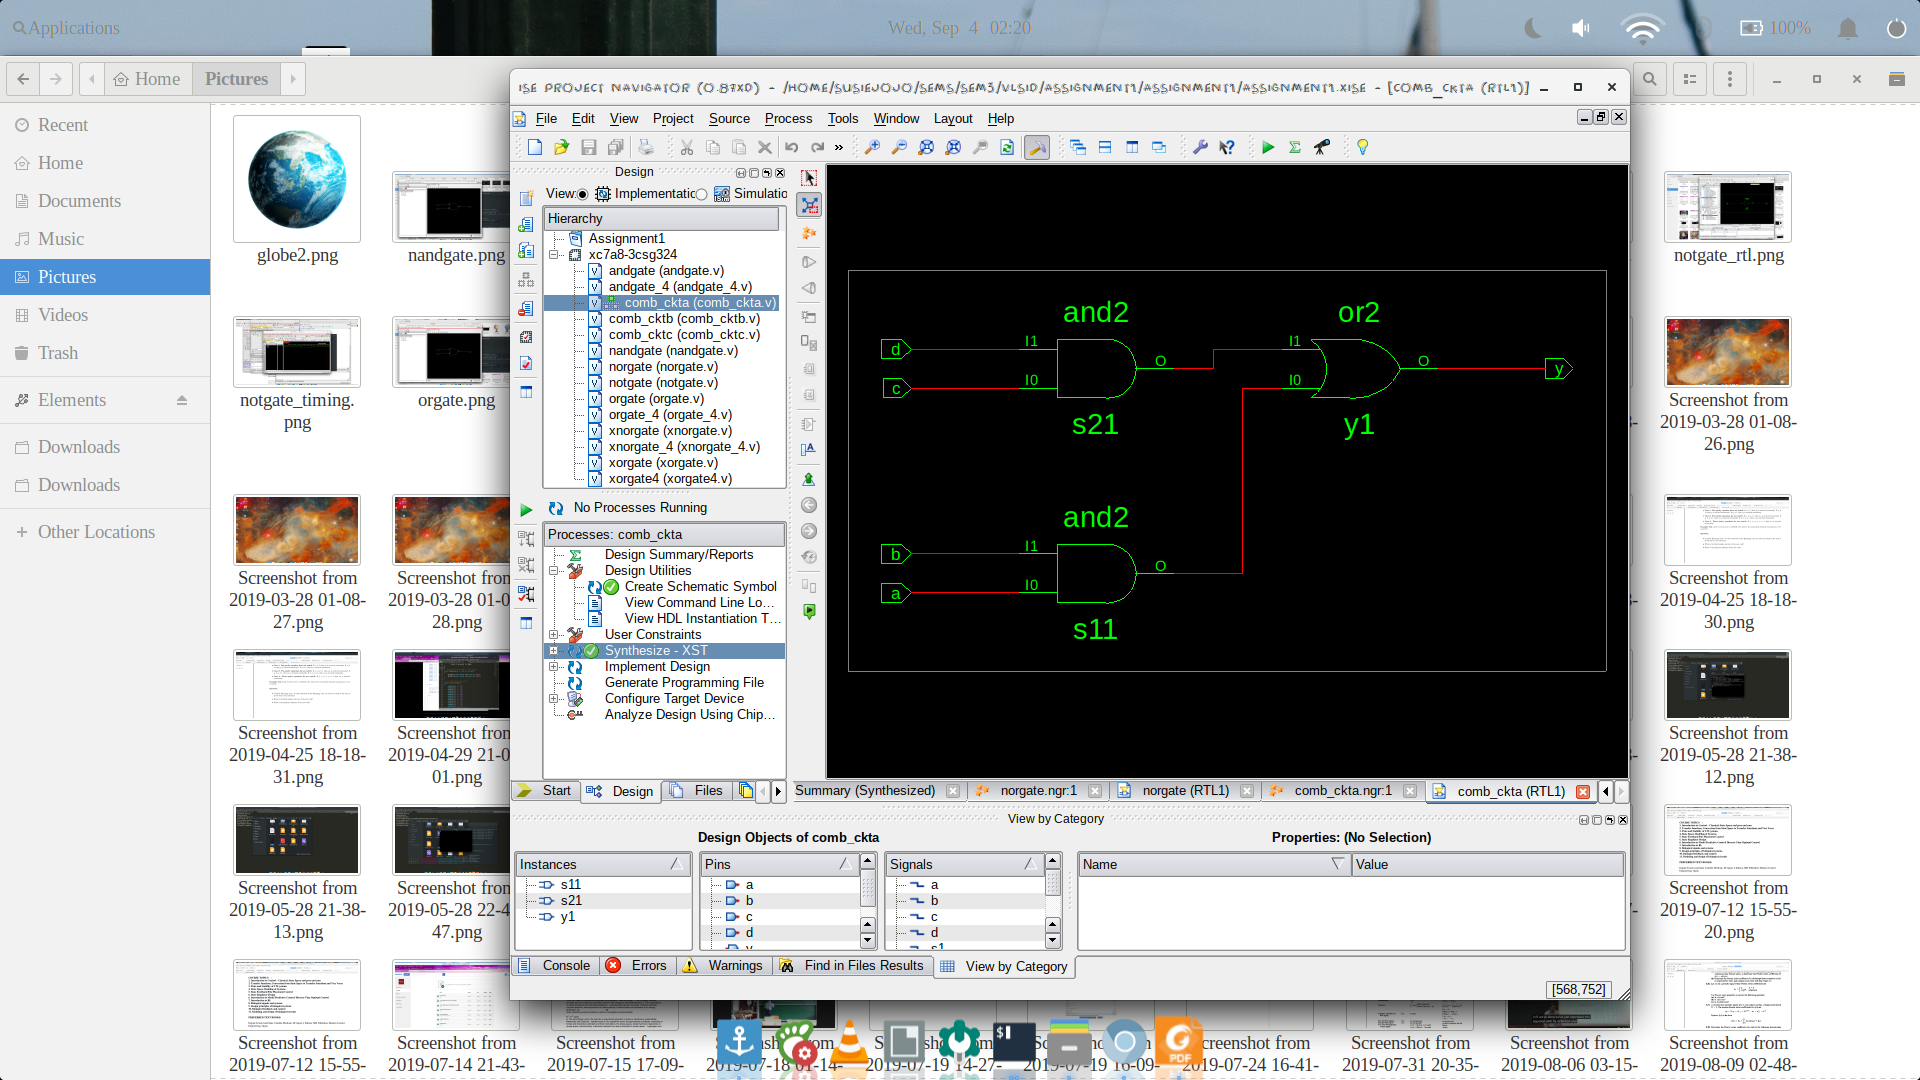 Applications
Wed, Sep 4 02:20
100%
Home
Pictures
Recent
Home
Documents
Music
Pictures
Videos
Trash
Elements
Downloads
Downloads
Other Locations
globe2.png
nandgate.png
notgate_rtl.png
notgate_timing.
png
orgate.png
Screenshot from
2019-03-28 01-08-
26.png
Screenshot from
2019-03-28 01-08-
27.png
Screenshot from
2019-03-28 01-0
28.png
Screenshot from
2019-04-25 18-18-
30.png
Screenshot from
2019-04-25 18-18-
31.png
Screenshot from
2019-04-29 21-0
01.png
Screenshot from
2019-05-28 21-38-
12.png
Screenshot from
2019-05-28 21-38-
13.png
Screenshot from
2019-05-28 22-4
47.png
Screenshot from
2019-07-12 15-55-
20.png
Screenshot from
2019-07-12 15-55-
Screenshot from
2019-07-14 21-43-
Screenshot from
2019-07-15 17-09-
2019-07-18 01-14-
2019-07-19 14-27-
2019-07-19 16-09-
Screenshot from
2019-07-24 16-41-
Screenshot from
2019-07-31 20-35-
Screenshot from
2019-08-06 03-15-
Screenshot from
2019-08-09 02-48-
ISE PROJECT NAVIGATOR (O.87XD) - /HOME/SUSIEJOJO/SEMS/SEM3/VLSID/ASSIGNMENT1/ASSIGNMENT1/ASSIGNMENT1.XISE - [COMB_CKTA (RTL1)]
File Edit View Project Source Process Tools Window Layout Help
Design
View: Implementatic Simulatio
Hierarchy
Assignment1
xc7a8-3csg324
andgate (andgate.v)
andgate_4 (andgate_4.v)
comb_ckta (comb_ckta.v)
comb_cktb (comb_cktb.v)
comb_cktc (comb_cktc.v)
nandgate (nandgate.v)
norgate (norgate.v)
notgate (notgate.v)
orgate (orgate.v)
orgate_4 (orgate_4.v)
xnorgate (xnorgate.v)
xnorgate_4 (xnorgate_4.v)
xorgate (xorgate.v)
xorgate4 (xorgate4.v)
No Processes Running
Processes: comb_ckta
Design Summary/Reports
Design Utilities
Create Schematic Symbol
View Command Line Lo...
View HDL Instantiation T...
User Constraints
Synthesize - XST
Implement Design
Generate Programming File
Configure Target Device
Analyze Design Using Chip...
Start Design Files
and2
or2
d I1 O I1 O y
c I0 I0
s21
y1
and2
b I1 O
a I0
s11
Summary (Synthesized) norgate.ngr:1 norgate (RTL1) comb_ckta.ngr:1 comb_ckta (RTL1)
View by Category
Design Objects of comb_ckta
Properties: (No Selection)
Instances Pins Signals Name Value
s11 a a
s21 b b
y1 c c
d d
Console Errors Warnings Find in Files Results View by Category
[568,752]
$
PDF